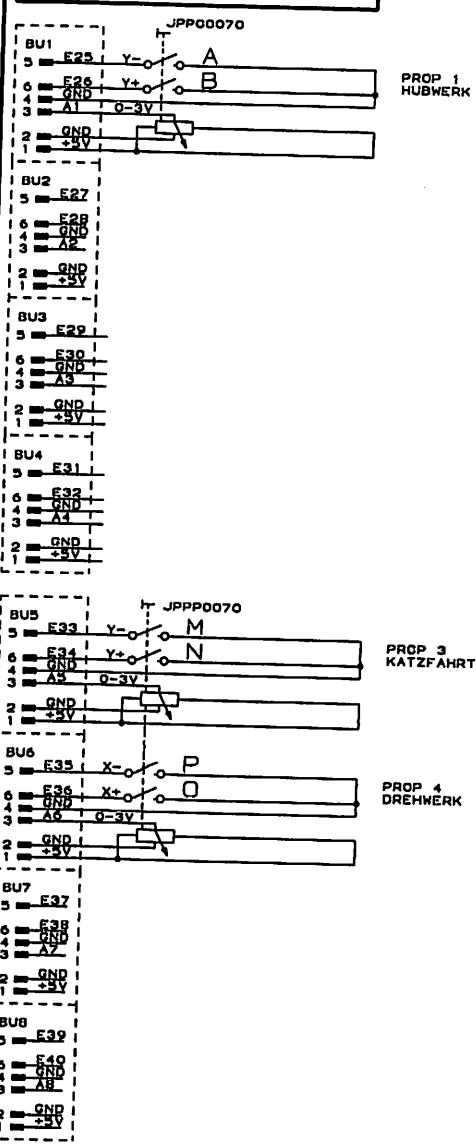 JPP00070
BU1
5 E25 Y- A
6 E26 Y+ B
4 GND
3 A1 0-3V
2 GND
1 +5V
PROP 1
HUBWERK
BU2
5 E27
6 E28
4 GND
3 A2
2 GND
1 +5V
BU3
5 E29
6 E30
4 GND
3 A3
2 GND
1 +5V
BU4
5 E31
6 E32
4 GND
3 A4
2 GND
1 +5V
JPPP0070
BU5
5 E33 Y- M
6 E34 Y+ N
4 GND
3 A5 0-3V
2 GND
1 +5V
PROP 3
KATZFAHRT
BU6
5 E35 X- P
6 E36 X+ O
4 GND
3 A6 0-3V
2 GND
1 +5V
PROP 4
DREHWERK
BU7
5 E37
6 E38
4 GND
3 A7
2 GND
1 +5V
BU8
5 E39
6 E40
4 GND
3 A8
2 GND
1 +5V